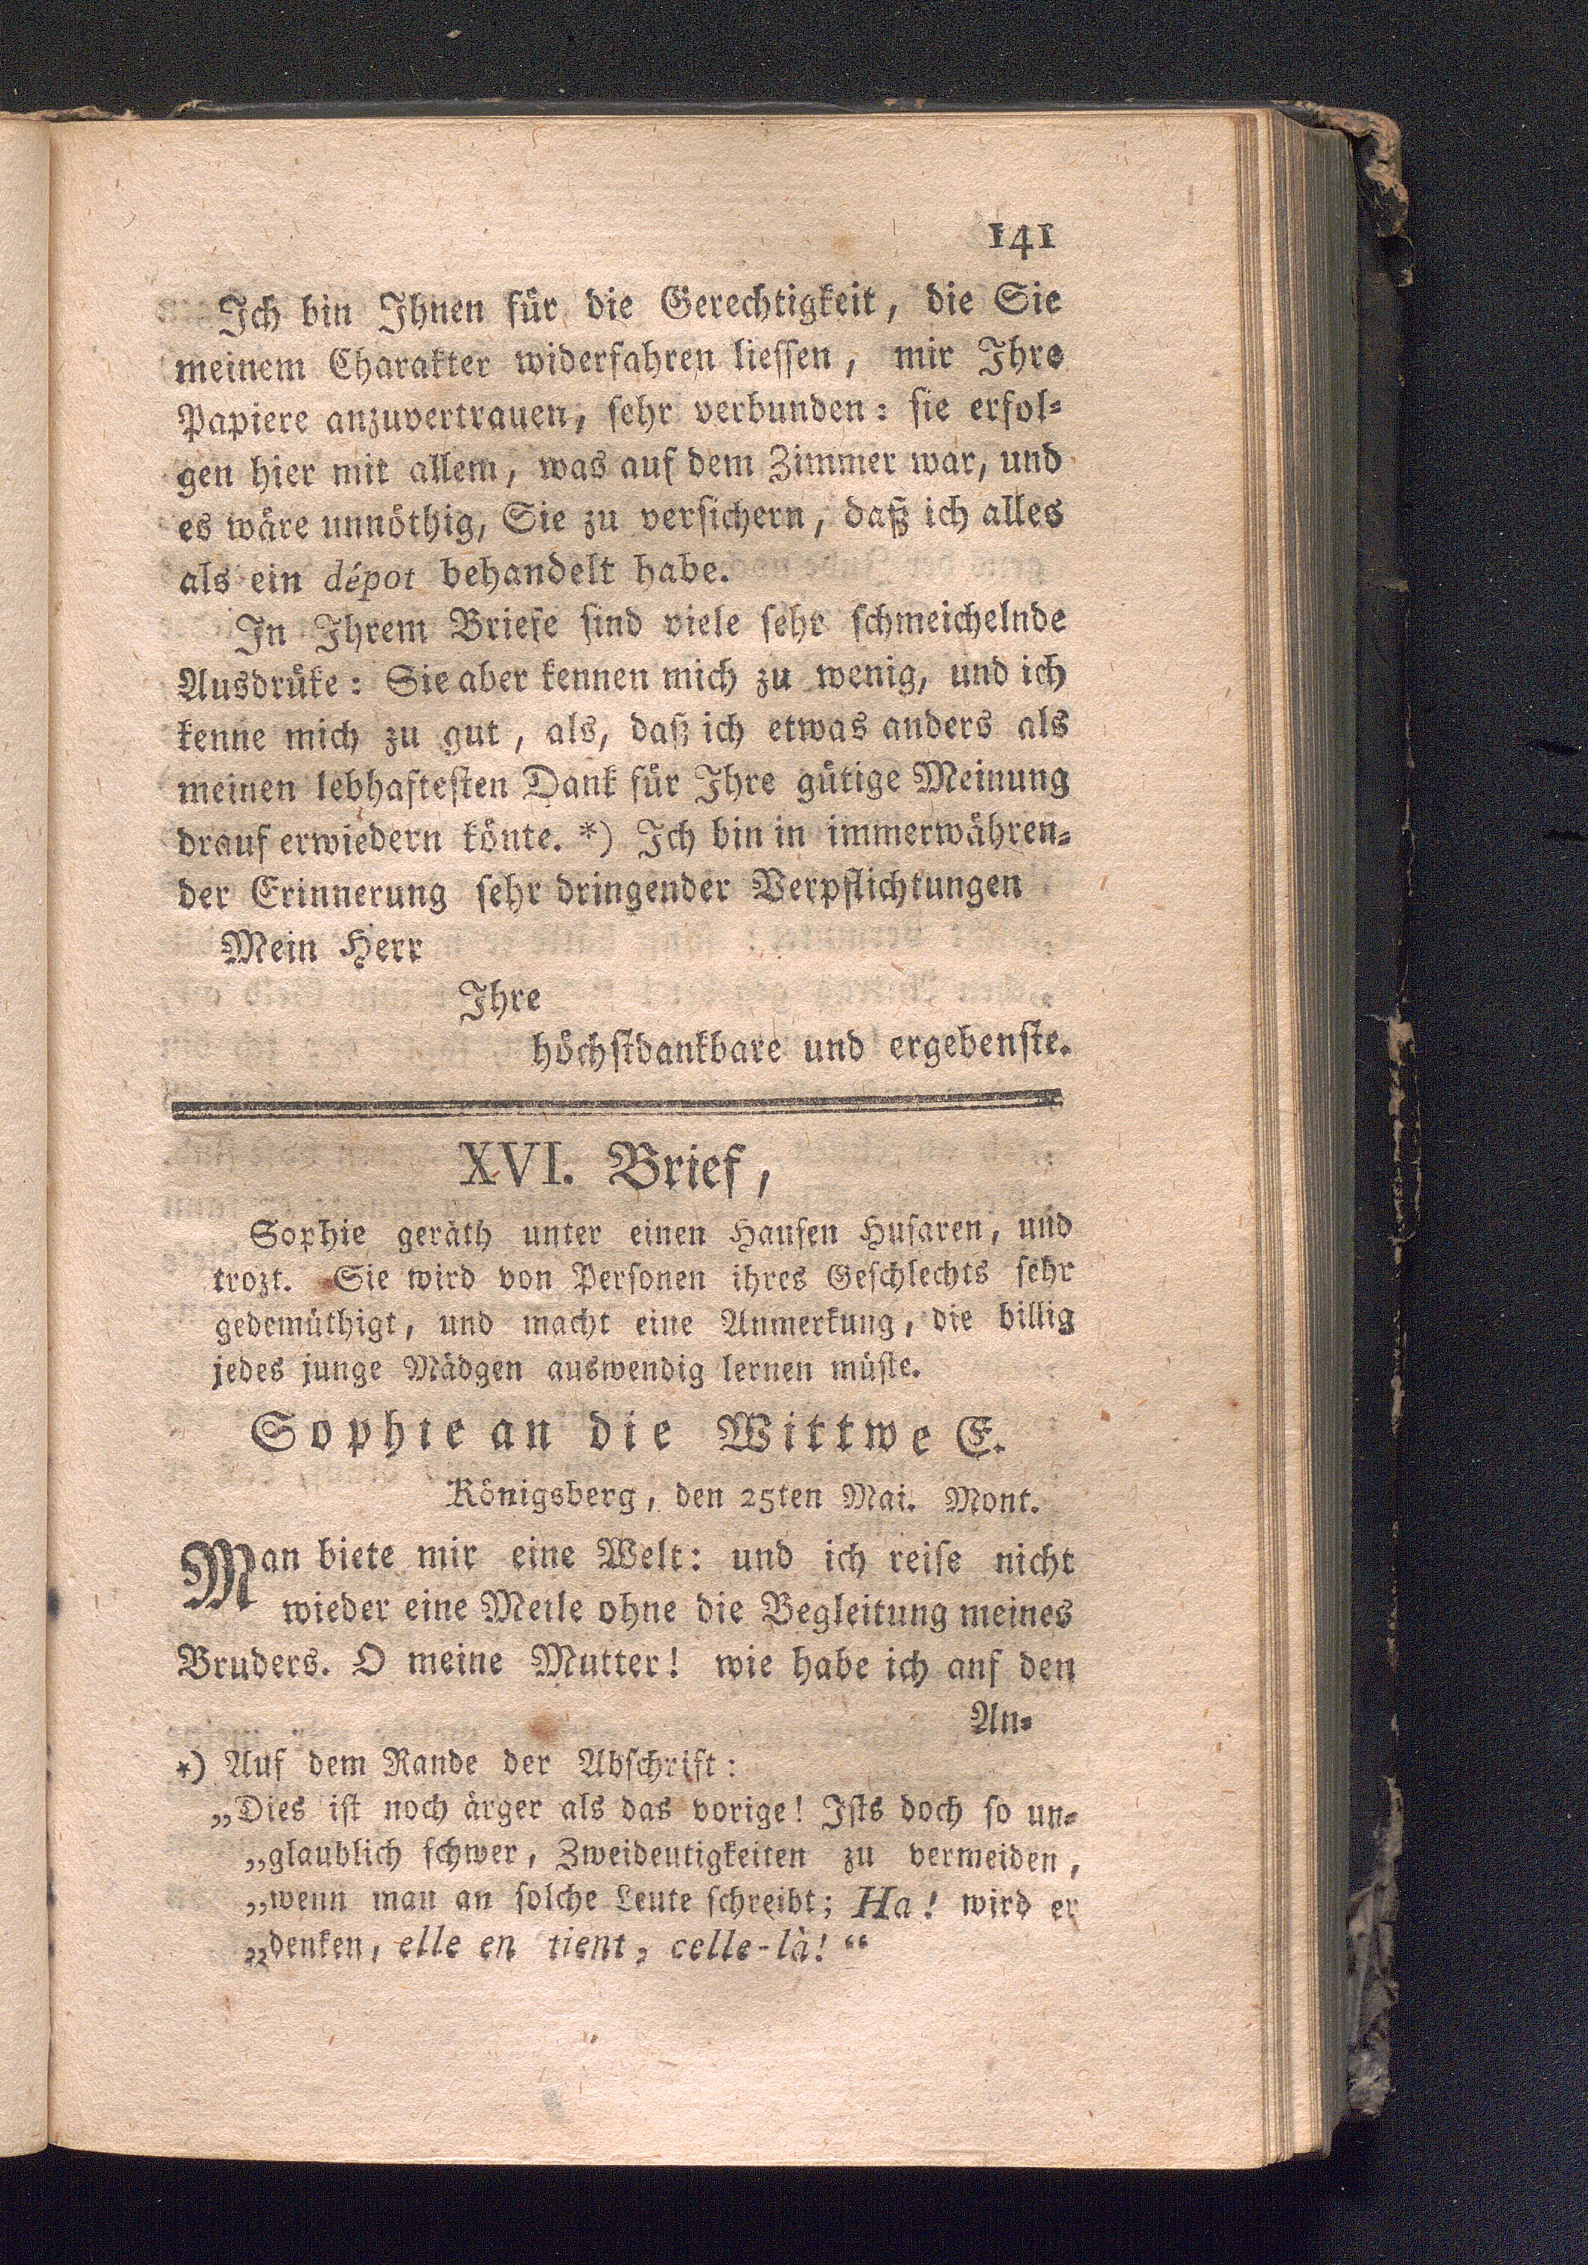 141
Ich bin Ihnen für die Gerechtigkeit, die Sie
meinem Charakter widerfahren liessen, mir Ihre
Papiere anzuvertrauen, sehr verbunden: sie erfol-
gen hier mit allem, was auf dem Zimmer war, und
es wäre unnöthig, Sie zu versichern, daß ich alles
als ein dépot behandelt habe.
In Ihrem Briefe sind viele sehr schmeichelnde
Ausdrüke: Sie aber kennen mich zu wenig, und ich
kenne mich zu gut, als, daß ich etwas anders als
meinen lebhaftesten Dank für Ihre gütige Meinung
drauf erwiedern könte. *) Ich bin in immerwähren-
der Erinnerung sehr dringender Verpflichtungen
Mein Herr
Ihre
höchstdankbare und ergebenste.
XVI. Brief,
Sophie geräth unter einen Haufen Husaren, und
trozt. Sie wird von Personen ihres Geschlechts sehr
gedemüthigt, und macht eine Anmerkung, die billig
jedes junge Mädgen auswendig lernen müste.
Sophie an die Wittwe E.
Königsberg, den 25ten Mai. Mont.
Man biete mir eine Welt: und ich reise nicht
wieder eine Meile ohne die Begleitung meines
Bruders. O meine Mutter! wie habe ich auf den
An-
*) Auf dem Rande der Abschrift:
„Dies ist noch ärger als das vorige! Ists doch so un-
„glaublich schwer, Zweideutigkeiten zu vermeiden,
„wenn man an solche Leute schreibt; Ha! wird er
„denken, elle en tient, celle-là!“